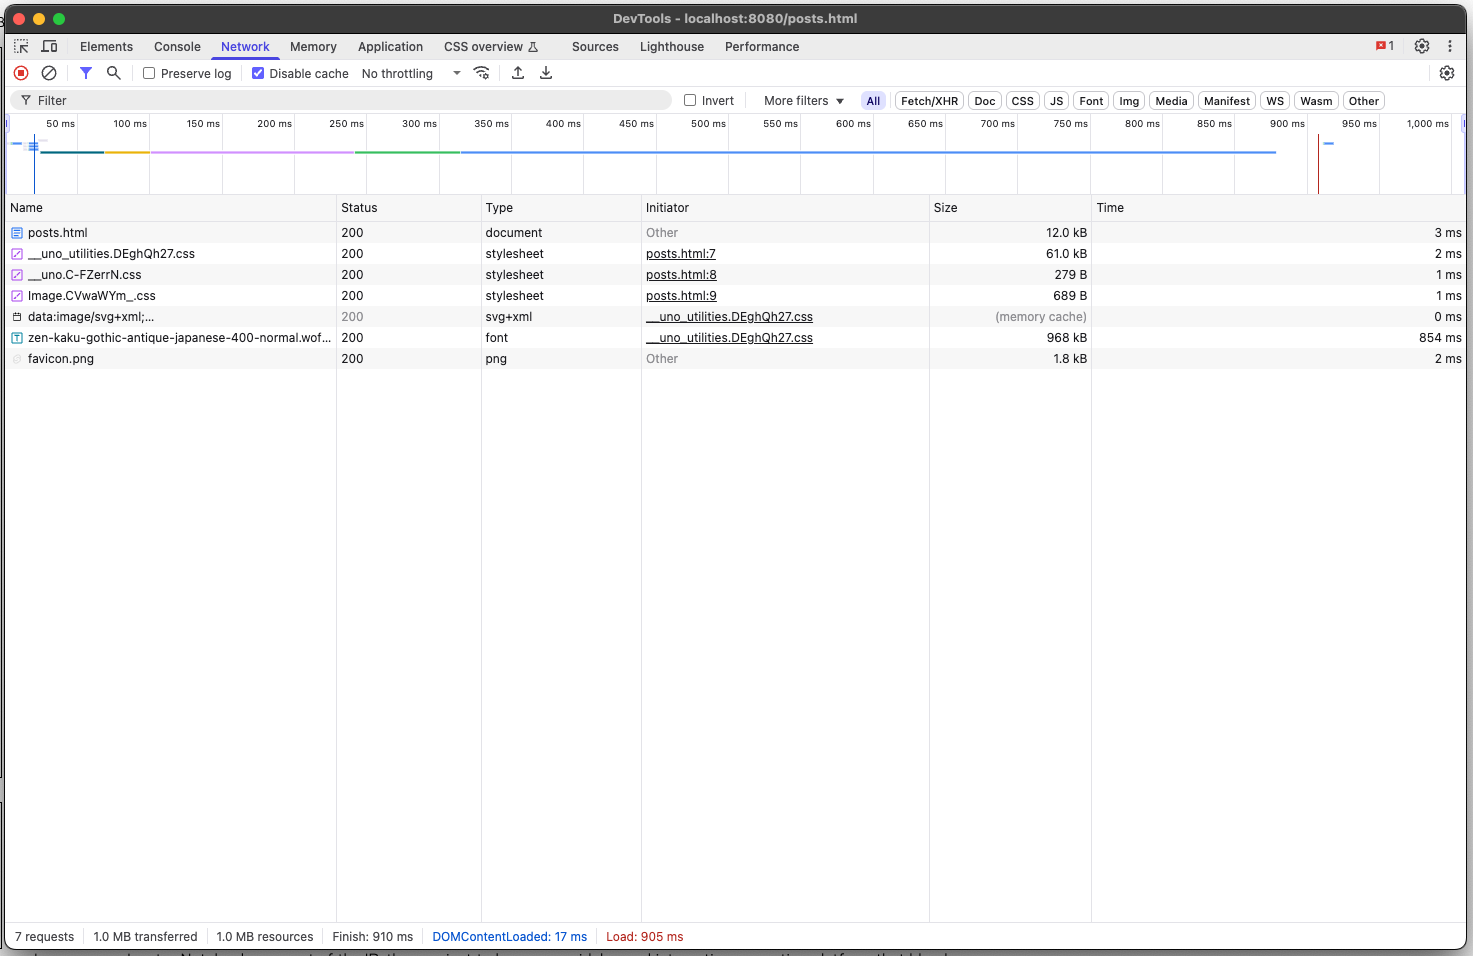 DevTools - localhost:8080/posts.html
Elements Console Network Memory Application CSS overview Sources Lighthouse Performance 1
Preserve log Disable cache No throttling
Filter Invert More filters All Fetch/XHR Doc CSS JS Font Img Media Manifest WS Wasm Other
50 ms 100 ms 150 ms 200 ms 250 ms 300 ms 350 ms 400 ms 450 ms 500 ms 550 ms 600 ms 650 ms 700 ms 750 ms 800 ms 850 ms 900 ms 950 ms 1,000 ms
Name Status Type Initiator Size Time
posts.html 200 document Other 12.0 kB 3 ms
__uno_utilities.DEghQh27.css 200 stylesheet posts.html:7 61.0 kB 2 ms
__uno.C-FZerrN.css 200 stylesheet posts.html:8 279 B 1 ms
Image.CVwaWYm_.css 200 stylesheet posts.html:9 689 B 1 ms
data:image/svg+xml;... 200 svg+xml __uno_utilities.DEghQh27.css (memory cache) 0 ms
zen-kaku-gothic-antique-japanese-400-normal.wof... 200 font __uno_utilities.DEghQh27.css 968 kB 854 ms
favicon.png 200 png Other 1.8 kB 2 ms
7 requests 1.0 MB transferred 1.0 MB resources Finish: 910 ms DOMContentLoaded: 17 ms Load: 905 ms